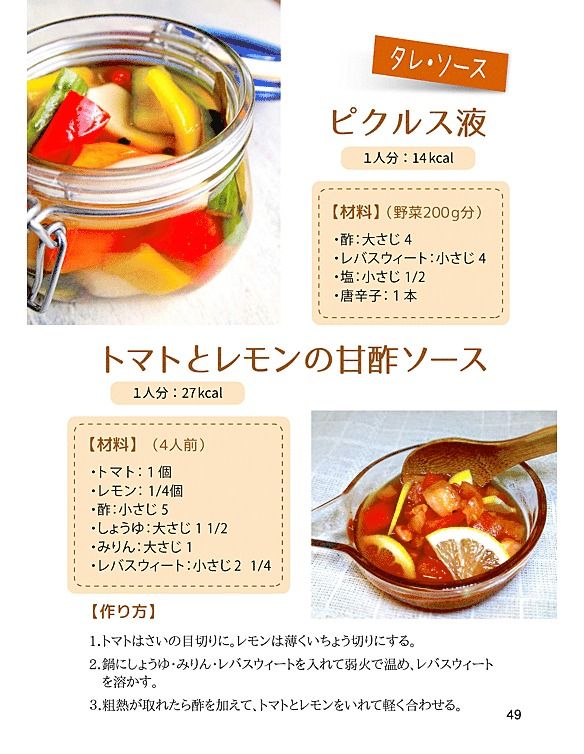 タレ・ソース
ピクルス液
1人分：14kcal
【材料】（野菜200g分）
・酢：大さじ 4
・レバスウィート：小さじ 4
・塩：小さじ 1/2
・唐辛子：1本
トマトとレモンの甘酢ソース
1人分：27kcal
【材料】（4人前）
・トマト：1個
・レモン：1/4個
・酢：小さじ 5
・しょうゆ：大さじ 1 1/2
・みりん：大さじ 1
・レバスウィート：小さじ 2 1/4
【作り方】
1.トマトはさいの目切りに。レモンは薄くいちょう切りにする。
2.鍋にしょうゆ・みりん・レバスウィートを入れて弱火で温め、レバスウィート
を溶かす。
3.粗熱が取れたら酢を加えて、トマトとレモンをいれて軽く合わせる。
49